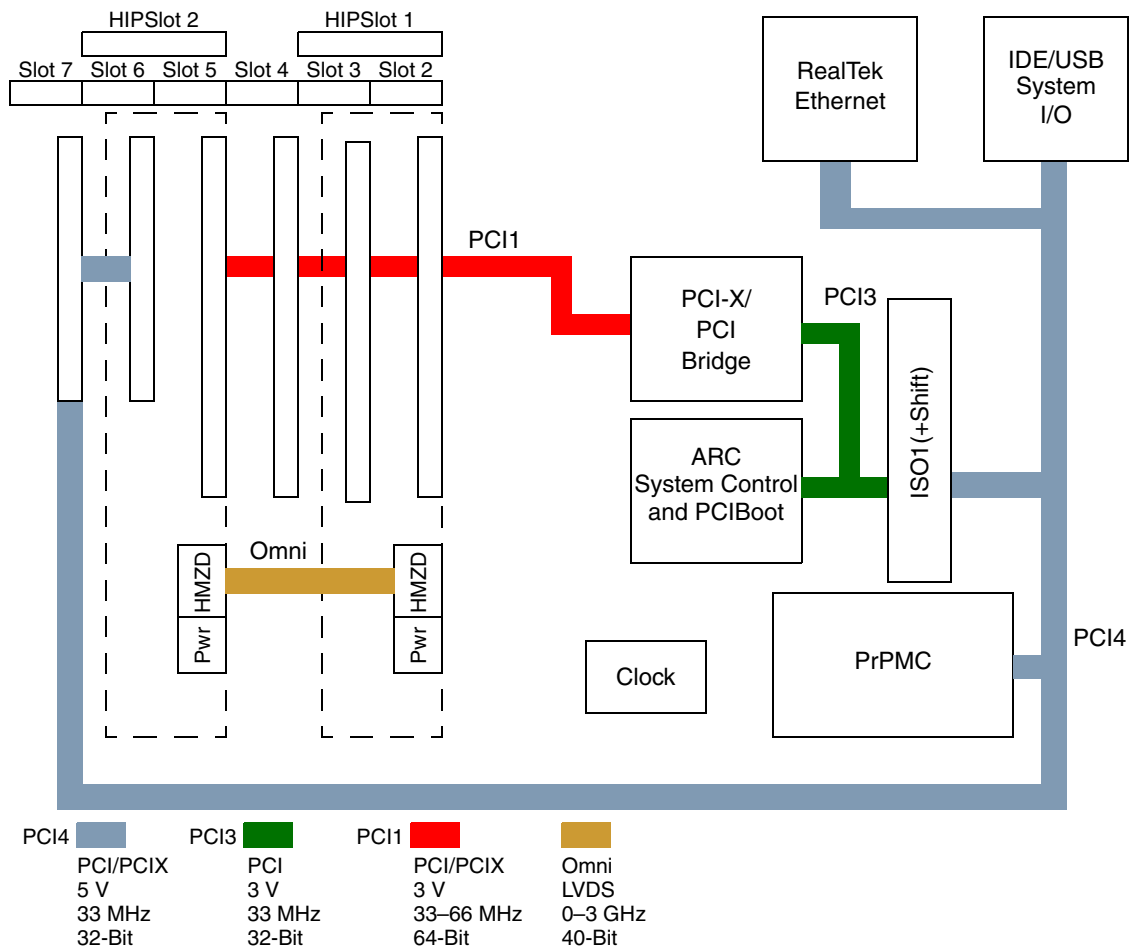 HIPSlot 2
HIPSlot 1
Slot 7
Slot 6
Slot 5
Slot 4
Slot 3
Slot 2
RealTek
Ethernet
IDE/USB
System
I/O
PCI1
PCI-X/
PCI
Bridge
PCI3
ISO1(+Shift)
ARC
System Control
and PCIBoot
Omni
HMZD
HMZD
Pwr
Pwr
Clock
PrPMC
PCI4
PCI4
PCI/PCIX
5 V
33 MHz
32-Bit
PCI3
PCI
3 V
33 MHz
32-Bit
PCI1
PCI/PCIX
3 V
33–66 MHz
64-Bit
Omni
LVDS
0–3 GHz
40-Bit